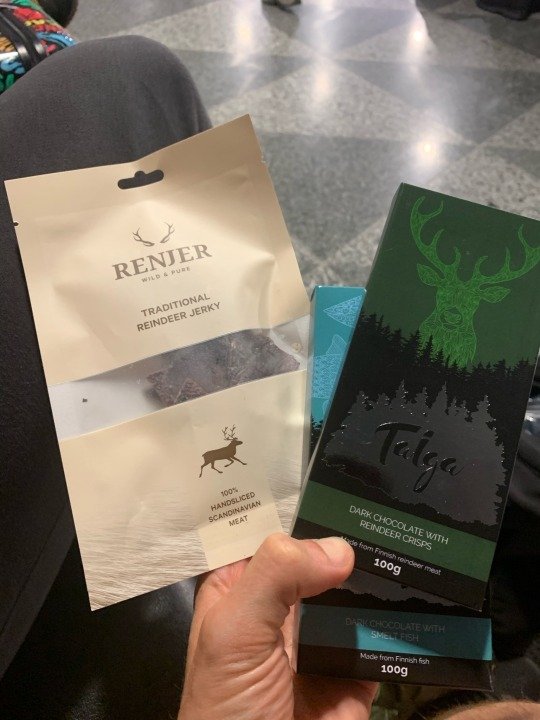 RENJER
WILD & PURE
TRADITIONAL
REINDEER JERKY
100%
HANDSLICED
SCANDINAVIAN
MEAT
Taiga
DARK CHOCOLATE WITH
REINDEER CRISPS
Made from Finnish reindeer meat
100g
DARK CHOCOLATE WITH
SMELT FISH
Made from Finnish fish
100g